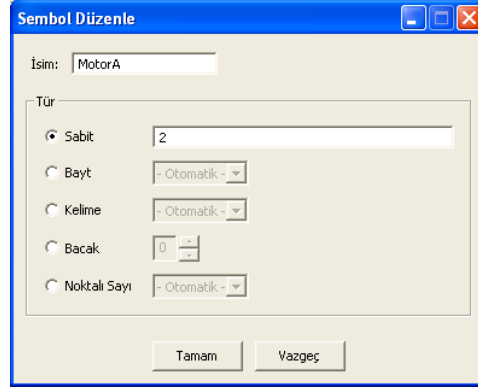 Sembol Düzenle
İsim: MotorA
Tür
Sabit 2
Bayt - Otomatik -
Kelime - Otomatik -
Bacak 0
Noktalı Sayı - Otomatik -
Tamam Vazgeç